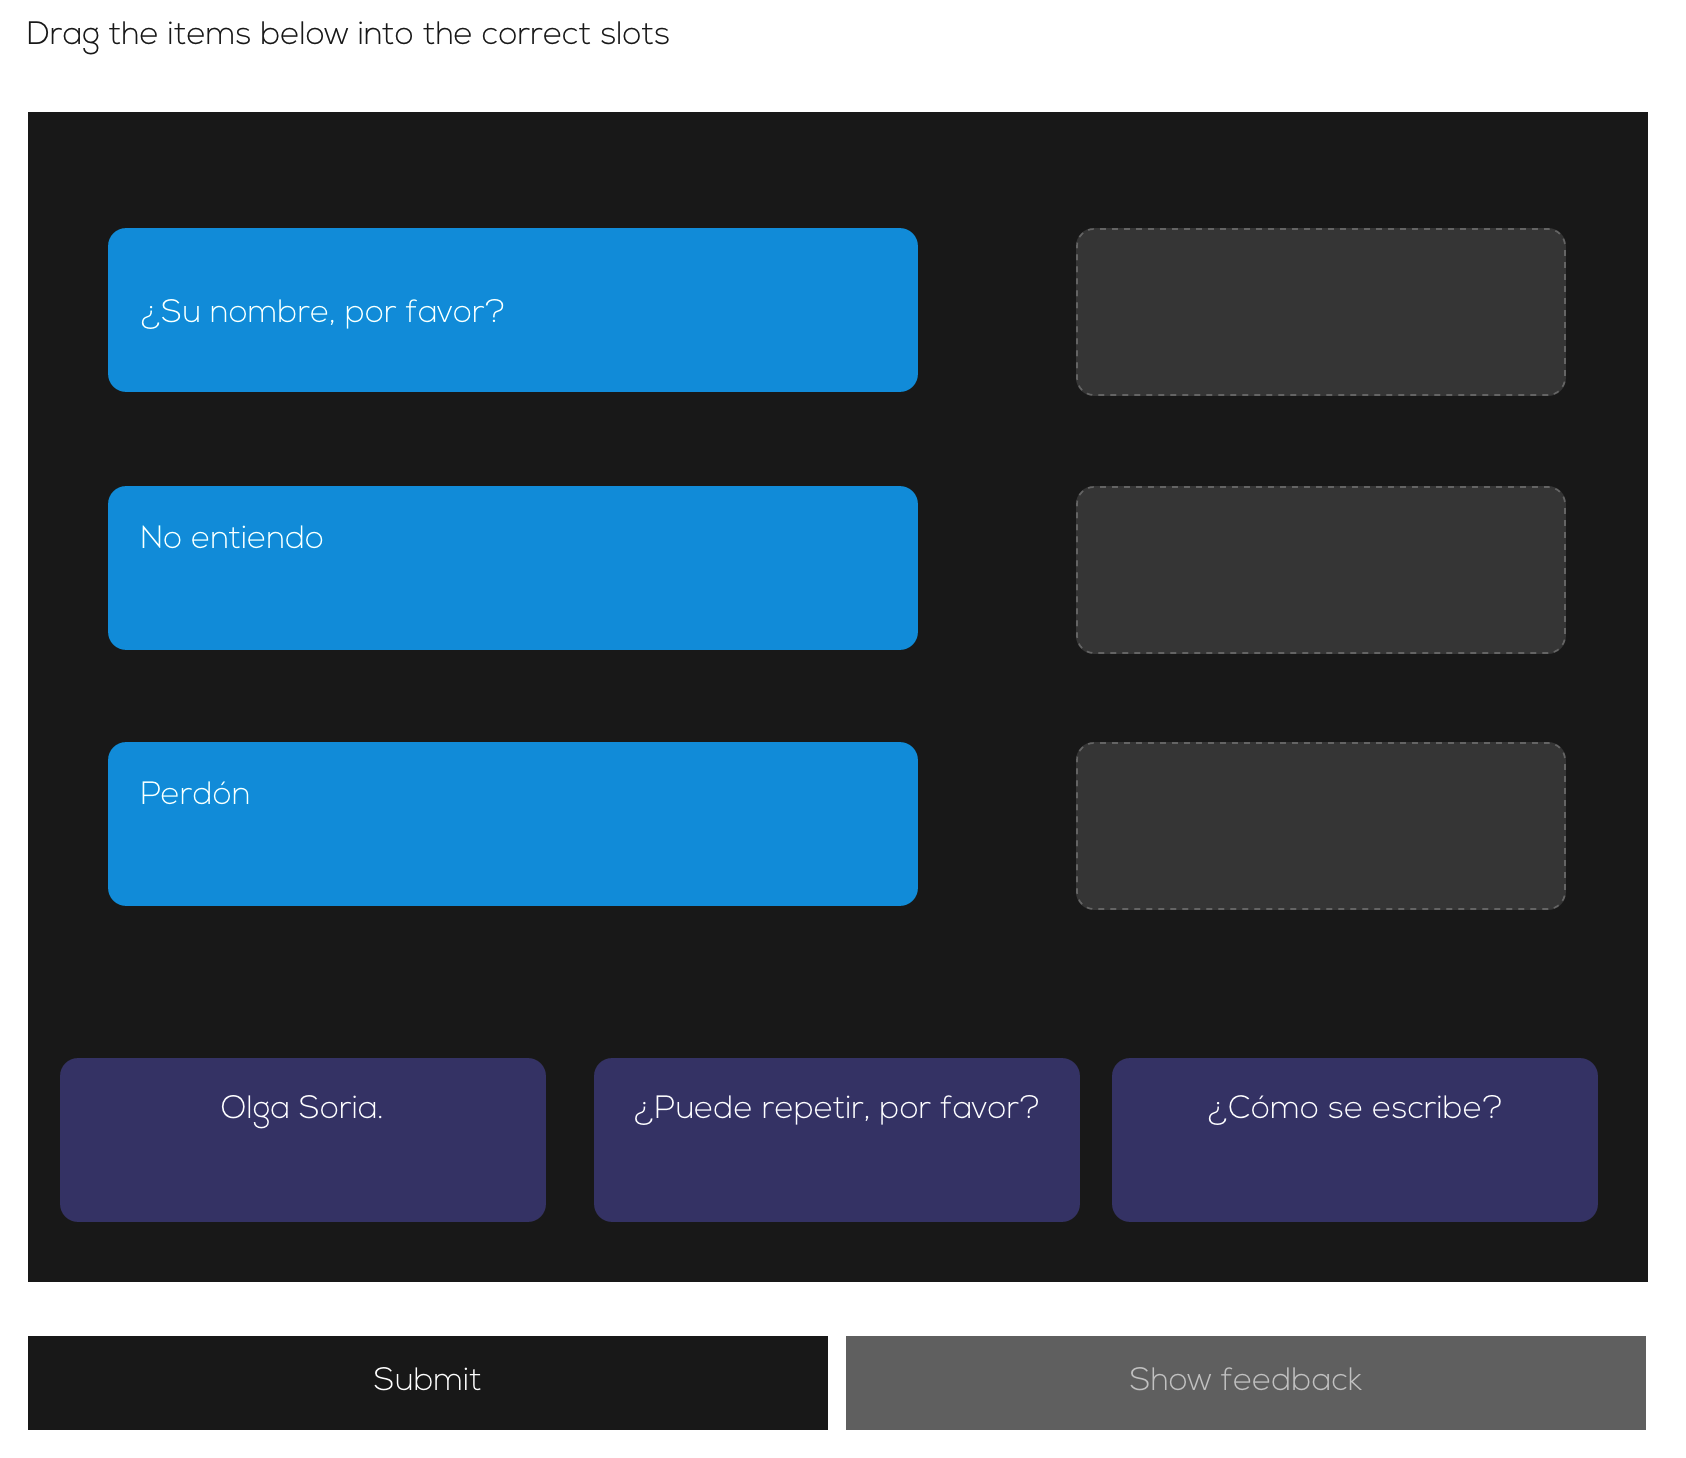 Drag the items below into the correct slots
¿Su nombre, por favor?
No entiendo
Perdón
Olga Soria.
¿Puede repetir, por favor?
¿Cómo se escribe?
Submit
Show feedback